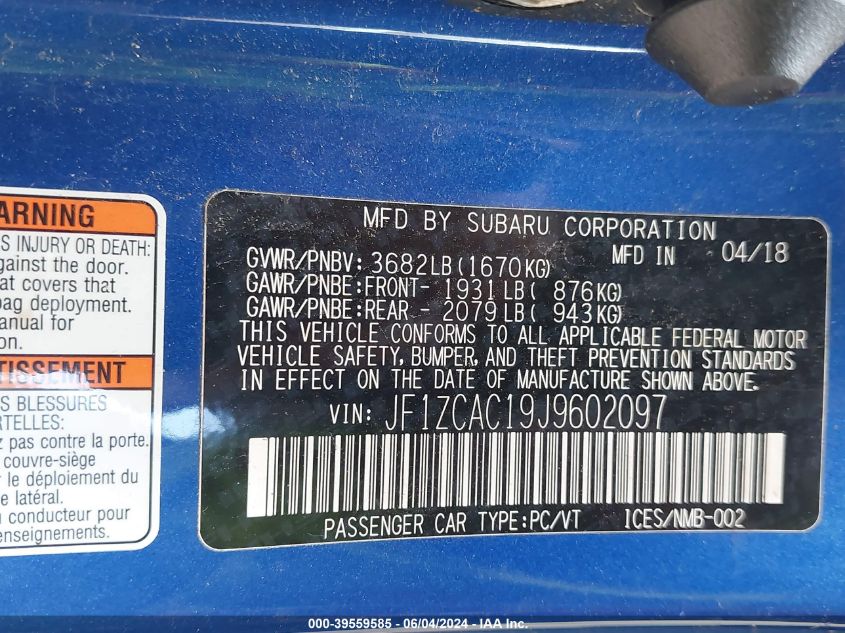 ARNING
S INJURY OR DEATH:
gainst the door.
at covers that
bag deployment.
manual for
on.
TISSEMENT
S BLESSURES
RTELLES:
z pas contre la porte.
couvre-siège
r le déploiement du
e latéral.
u conducteur pour
enseignements.
MFD BY SUBARU CORPORATION
MFD IN 04/18
GVWR/PNBV: 3682LB(1670KG)
GAWR/PNBE:FRONT- 1931LB( 876KG)
GAWR/PNBE:REAR - 2079LB( 943KG)
THIS VEHICLE CONFORMS TO ALL APPLICABLE FEDERAL MOTOR
VEHICLE SAFETY, BUMPER, AND THEFT PREVENTION STANDARDS
IN EFFECT ON THE DATE OF MANUFACTURE SHOWN ABOVE.
VIN: JF1ZCAC19J9602097
PASSENGER CAR TYPE:PC/VT ICES/NMB-002
000-39559585 - 06/04/2024 - IAA Inc.